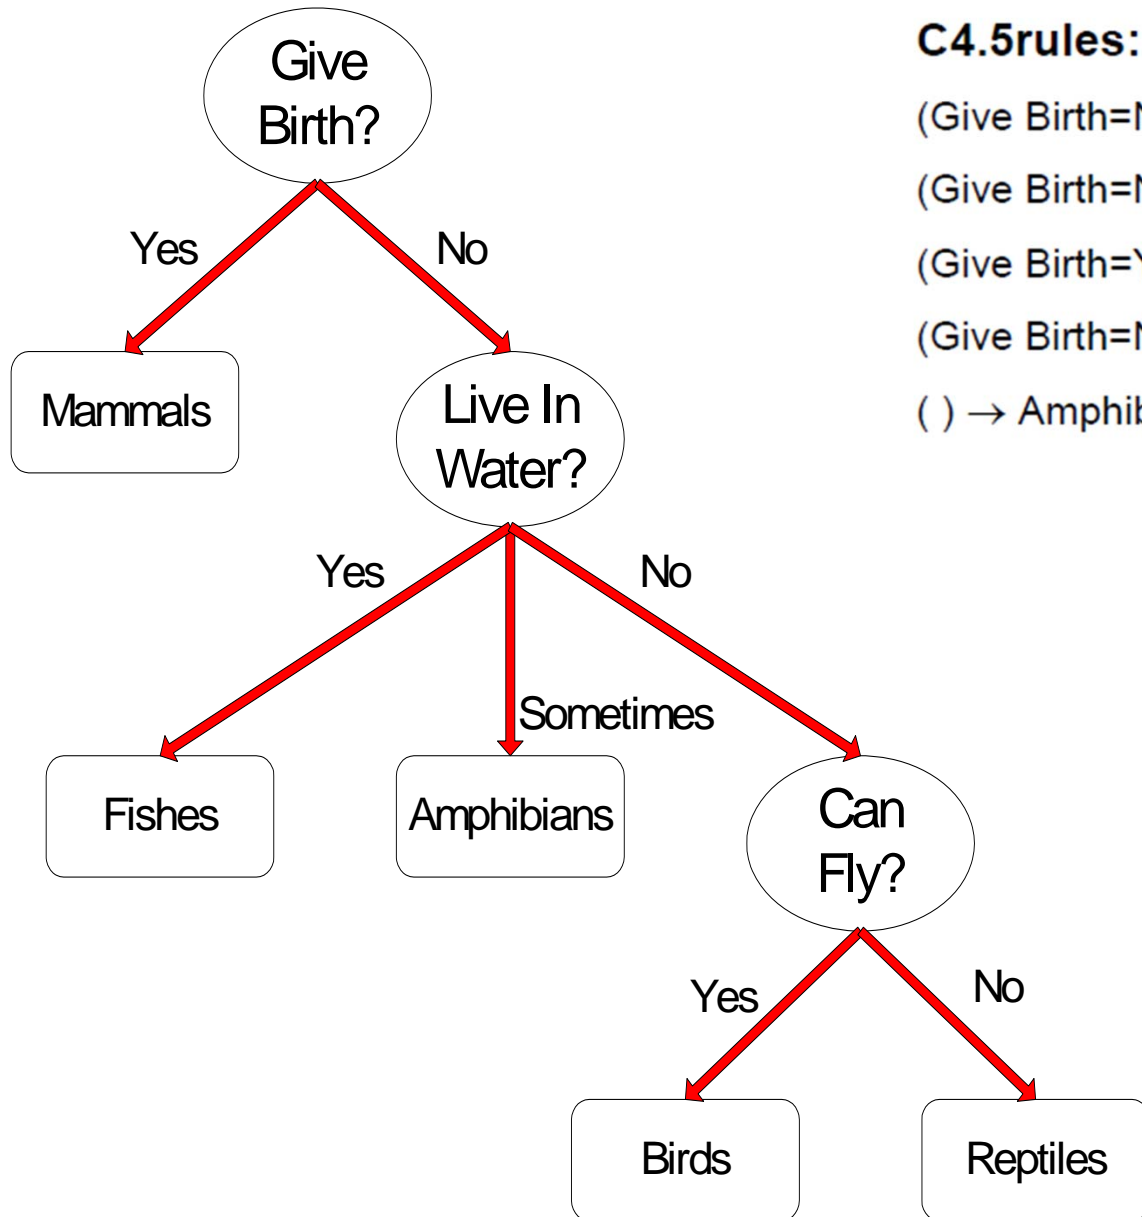 Give
Birth?
Yes
No
Mammals
Live In
Water?
Yes
Sometimes
No
Fishes
Amphibians
Can
Fly?
Yes
No
Birds
Reptiles
C4.5rules:
(Give Birth=
(Give Birth=
(Give Birth=
(Give Birth=
( ) → Amphi